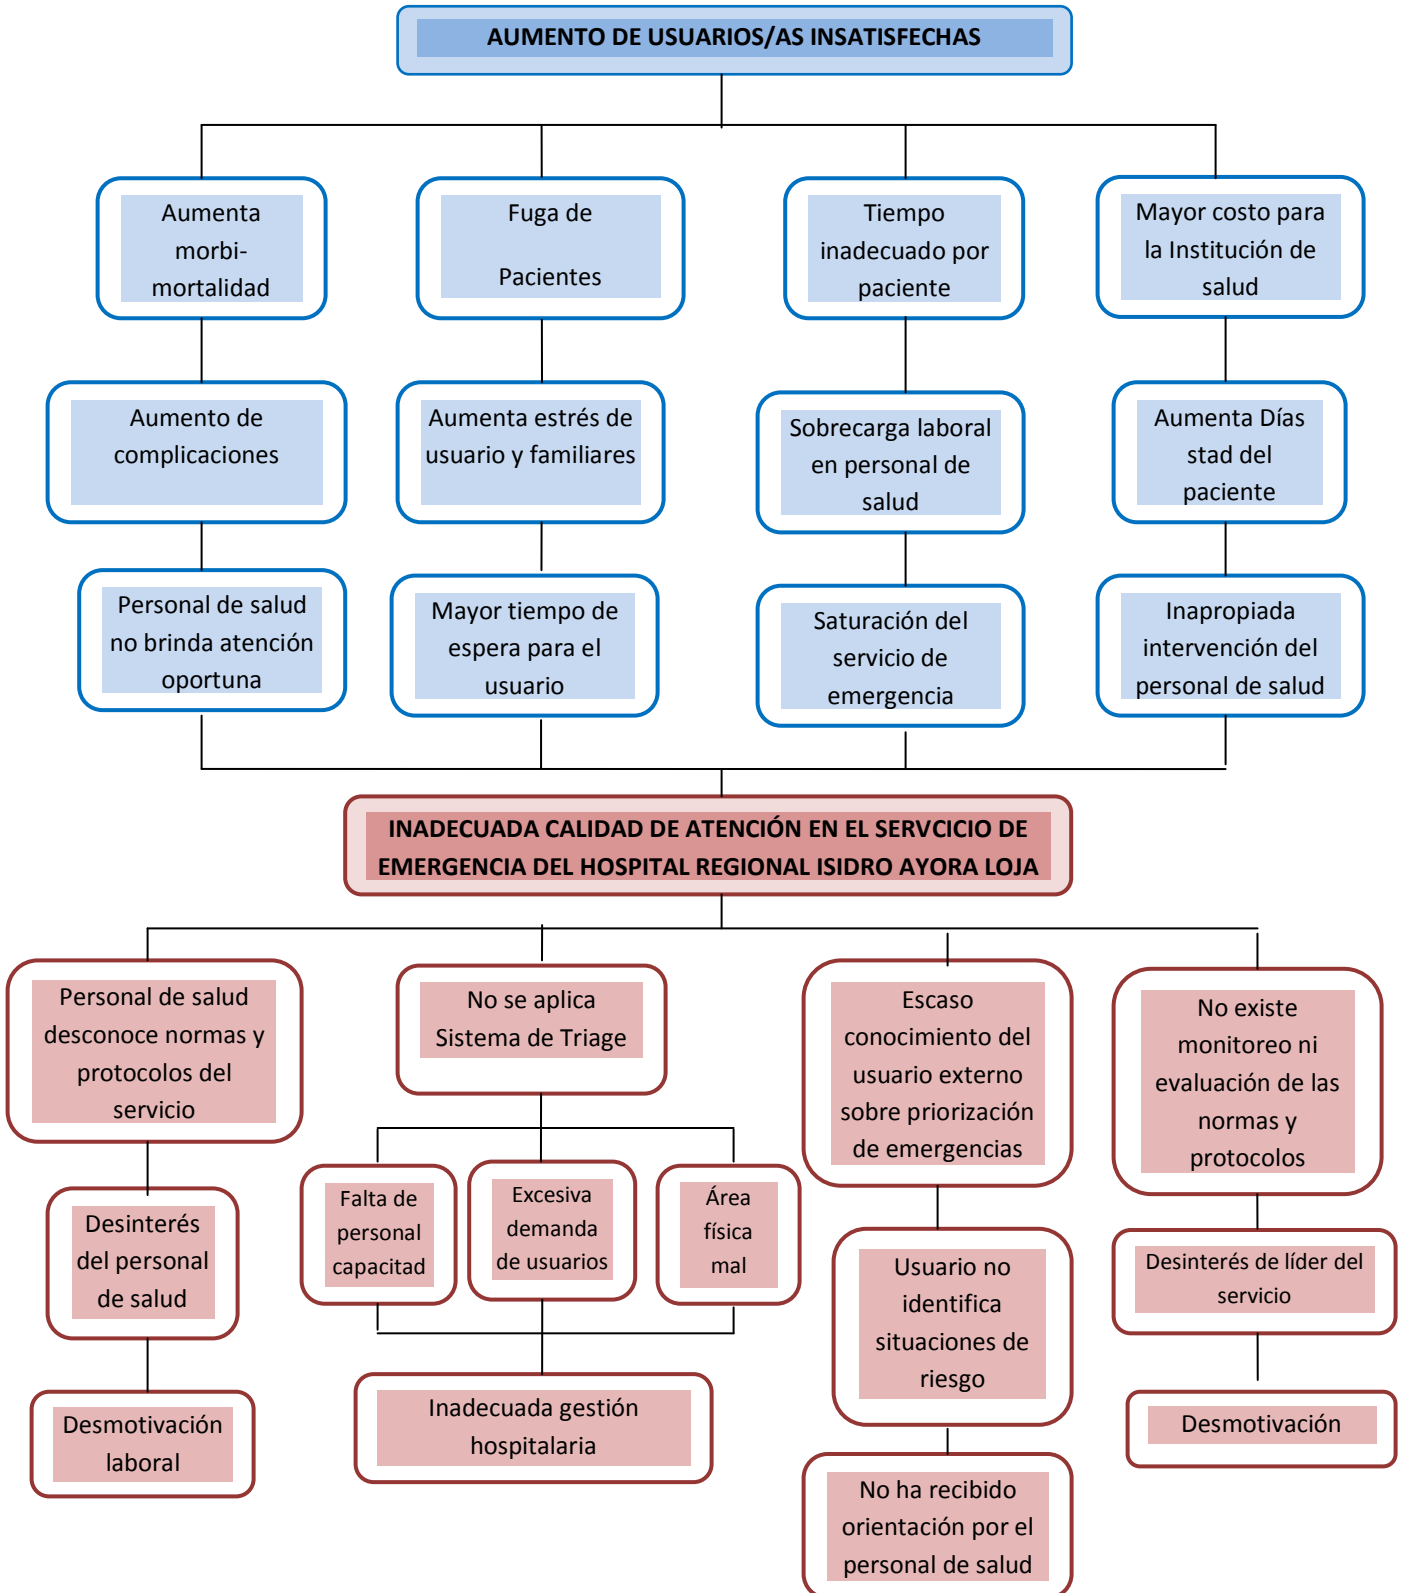 AUMENTO DE USUARIOS/AS INSATISFECHAS
Aumenta
morbi-
mortalidad
Fuga de
Pacientes
Tiempo
inadecuado por
paciente
Mayor costo para
la Institución de
salud
Aumento de
complicaciones
Aumenta estrés de
usuario y familiares
Sobrecarga laboral
en personal de
salud
Aumenta Días
stad del
paciente
Personal de salud
no brinda atención
oportuna
Mayor tiempo de
espera para el
usuario
Saturación del
servicio de
emergencia
Inapropiada
intervención del
personal de salud
INADECUADA CALIDAD DE ATENCIÓN EN EL SERVCICIO DE
EMERGENCIA DEL HOSPITAL REGIONAL ISIDRO AYORA LOJA
Personal de salud
desconoce normas y
protocolos del
servicio
No se aplica
Sistema de Triage
Escaso
conocimiento del
usuario externo
sobre priorización
de emergencias
No existe
monitoreo ni
evaluación de las
normas y
protocolos
Desinterés
del personal
de salud
Falta de
personal
capacitad
Excesiva
demanda
de usuarios
Área
física
mal
Usuario no
identifica
situaciones de
riesgo
Desinterés de líder del
servicio
Desmotivación
laboral
Inadecuada gestión
hospitalaria
No ha recibido
orientación por el
personal de salud
Desmotivación